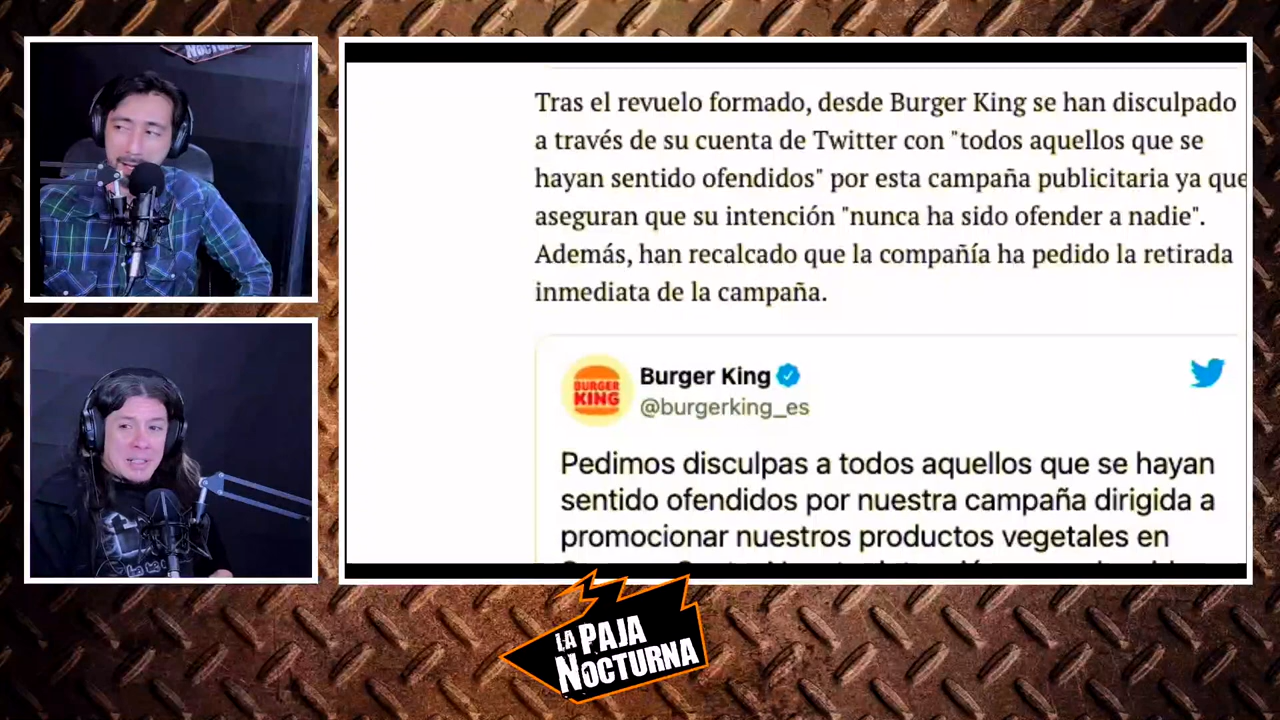 NOCTURNA
Tras el revuelo formado, desde Burger King se han disculpado
a través de su cuenta de Twitter con "todos aquellos que se
hayan sentido ofendidos" por esta campaña publicitaria ya que
aseguran que su intención "nunca ha sido ofender a nadie".
Además, han recalcado que la compañía ha pedido la retirada
inmediata de la campaña.
BURGER
KING
Burger King
@burgerking_es
Pedimos disculpas a todos aquellos que se hayan
sentido ofendidos por nuestra campaña dirigida a
promocionar nuestros productos vegetales en
LA PAJA
NOCTURNA